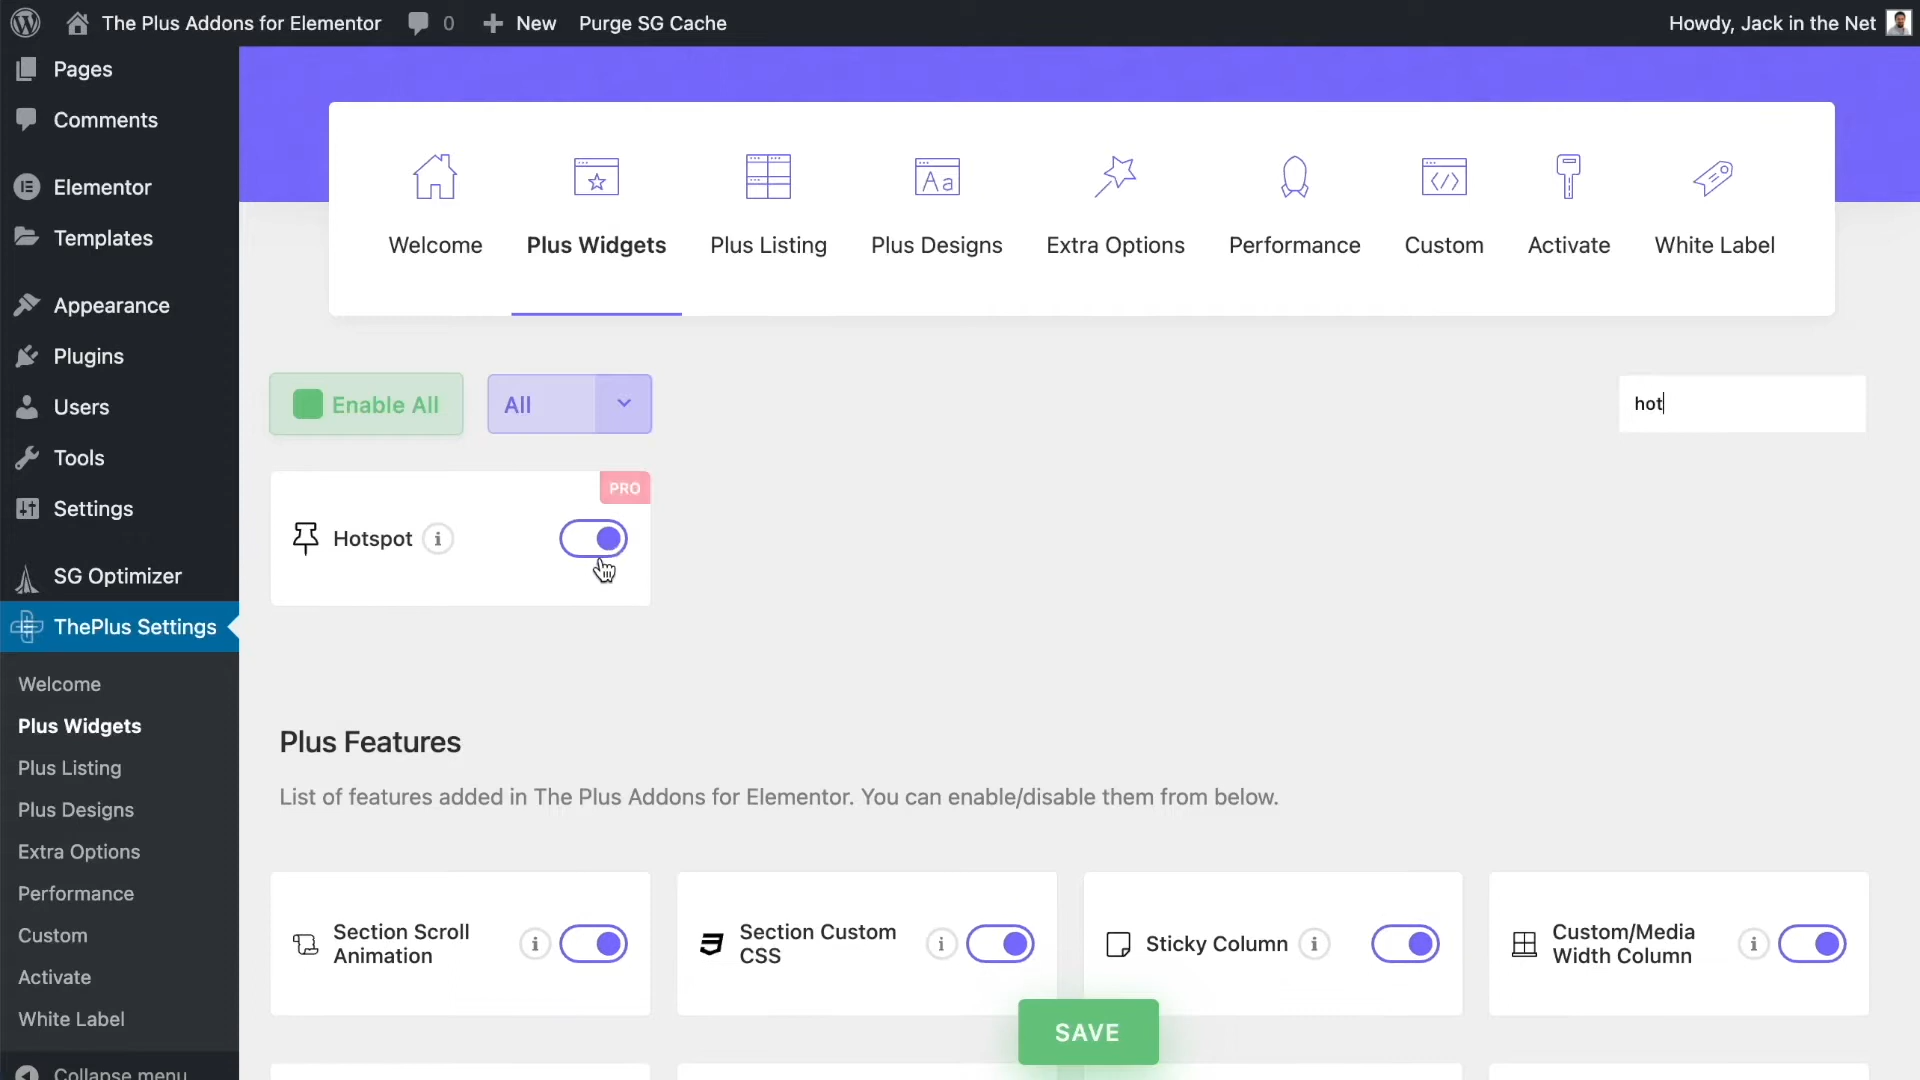 The Plus Addons for Elementor
0
New
Purge SG Cache
Howdy, Jack in the Net
Pages
Comments
Elementor
Templates
Appearance
Plugins
Users
Tools
Settings
SG Optimizer
ThePlus Settings
Welcome
Plus Widgets
Plus Listing
Plus Designs
Extra Options
Performance
Custom
Activate
White Label
Collapse menu
Welcome
Plus Widgets
Plus Listing
Aa
Plus Designs
Extra Options
Performance
</>
Custom
Activate
White Label
Enable All
All
hot
PRO
Hotspot
i
Plus Features
List of features added in The Plus Addons for Elementor. You can enable/disable them from below.
Section Scroll
Animation
i
Section Custom
CSS
i
Sticky Column
i
Custom/Media
Width Column
i
SAVE